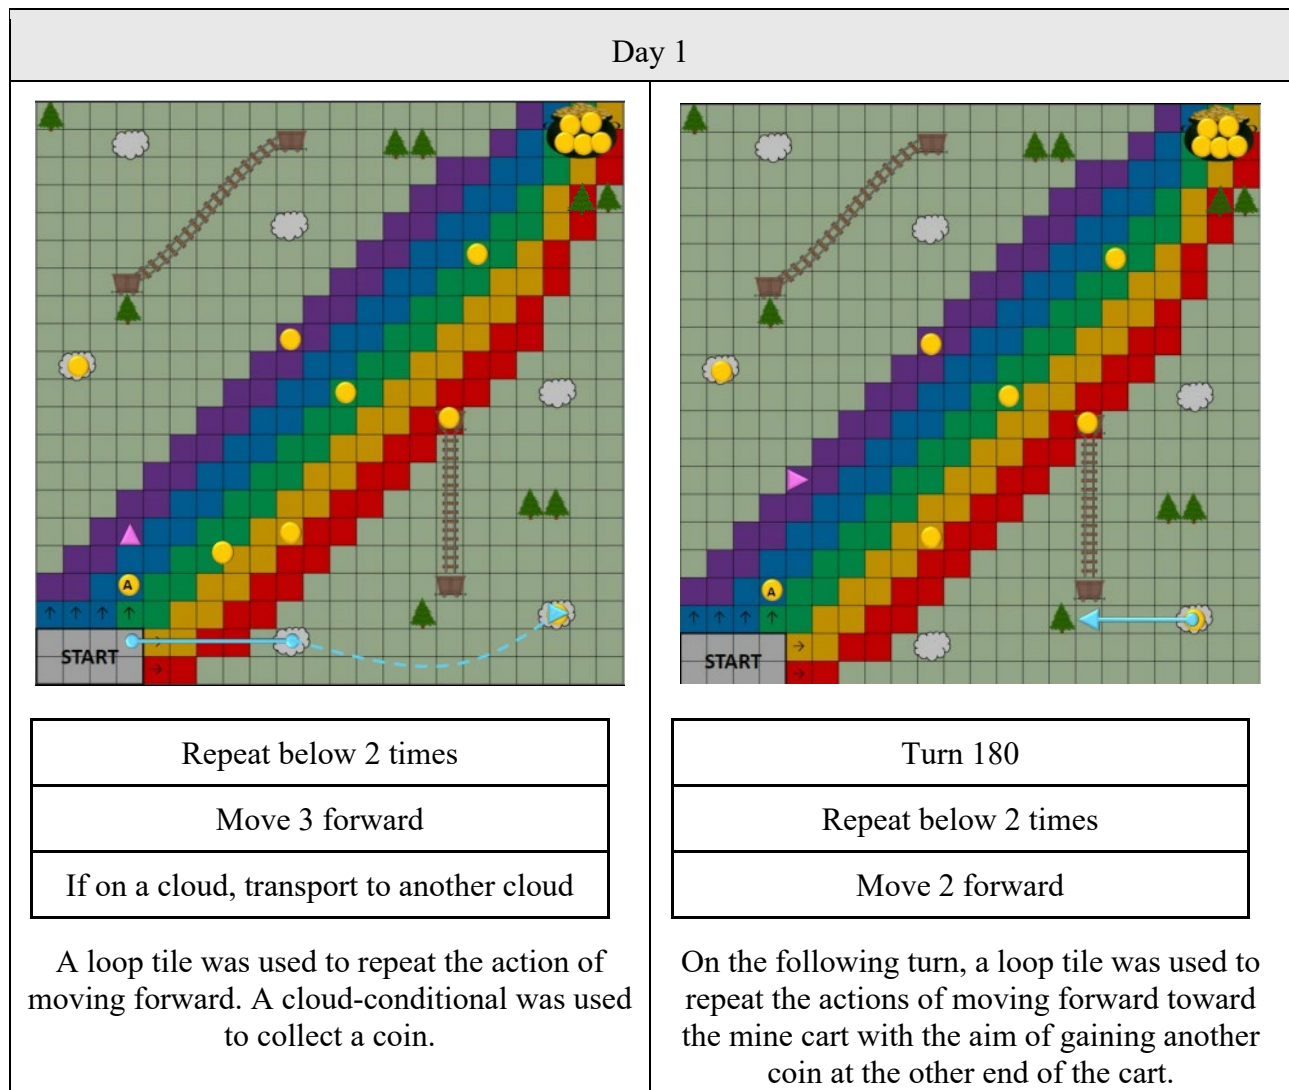 Day 1
A
START
Repeat below 2 times
Move 3 forward
If on a cloud, transport to another cloud
A loop tile was used to repeat the action of
moving forward. A cloud-conditional was used
to collect a coin.
A
START
Turn 180
Repeat below 2 times
Move 2 forward
On the following turn, a loop tile was used to
repeat the actions of moving forward toward
the mine cart with the aim of gaining another
coin at the other end of the cart.